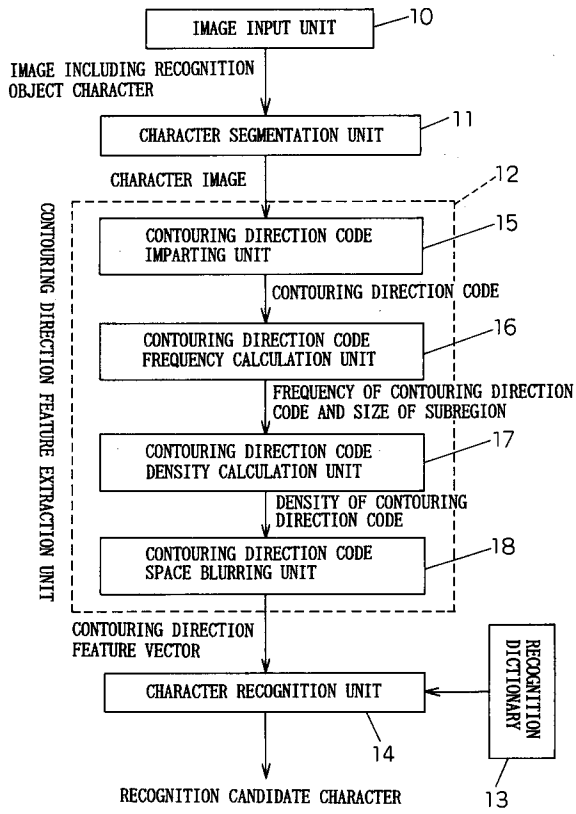 IMAGE INPUT UNIT
10
IMAGE INCLUDING RECOGNITION
OBJECT CHARACTER
CHARACTER SEGMENTATION UNIT
11
CHARACTER IMAGE
12
CONTOURING DIRECTION FEATURE EXTRACTION UNIT
CONTOURING DIRECTION CODE
IMPARTING UNIT
15
CONTOURING DIRECTION CODE
CONTOURING DIRECTION CODE
FREQUENCY CALCULATION UNIT
16
FREQUENCY OF CONTOURING DIRECTION
CODE AND SIZE OF SUBREGION
CONTOURING DIRECTION CODE
DENSITY CALCULATION UNIT
17
DENSITY OF CONTOURING
DIRECTION CODE
CONTOURING DIRECTION CODE
SPACE BLURRING UNIT
18
CONTOURING DIRECTION
FEATURE VECTOR
CHARACTER RECOGNITION UNIT
14
RECOGNITION
DICTIONARY
13
RECOGNITION CANDIDATE CHARACTER